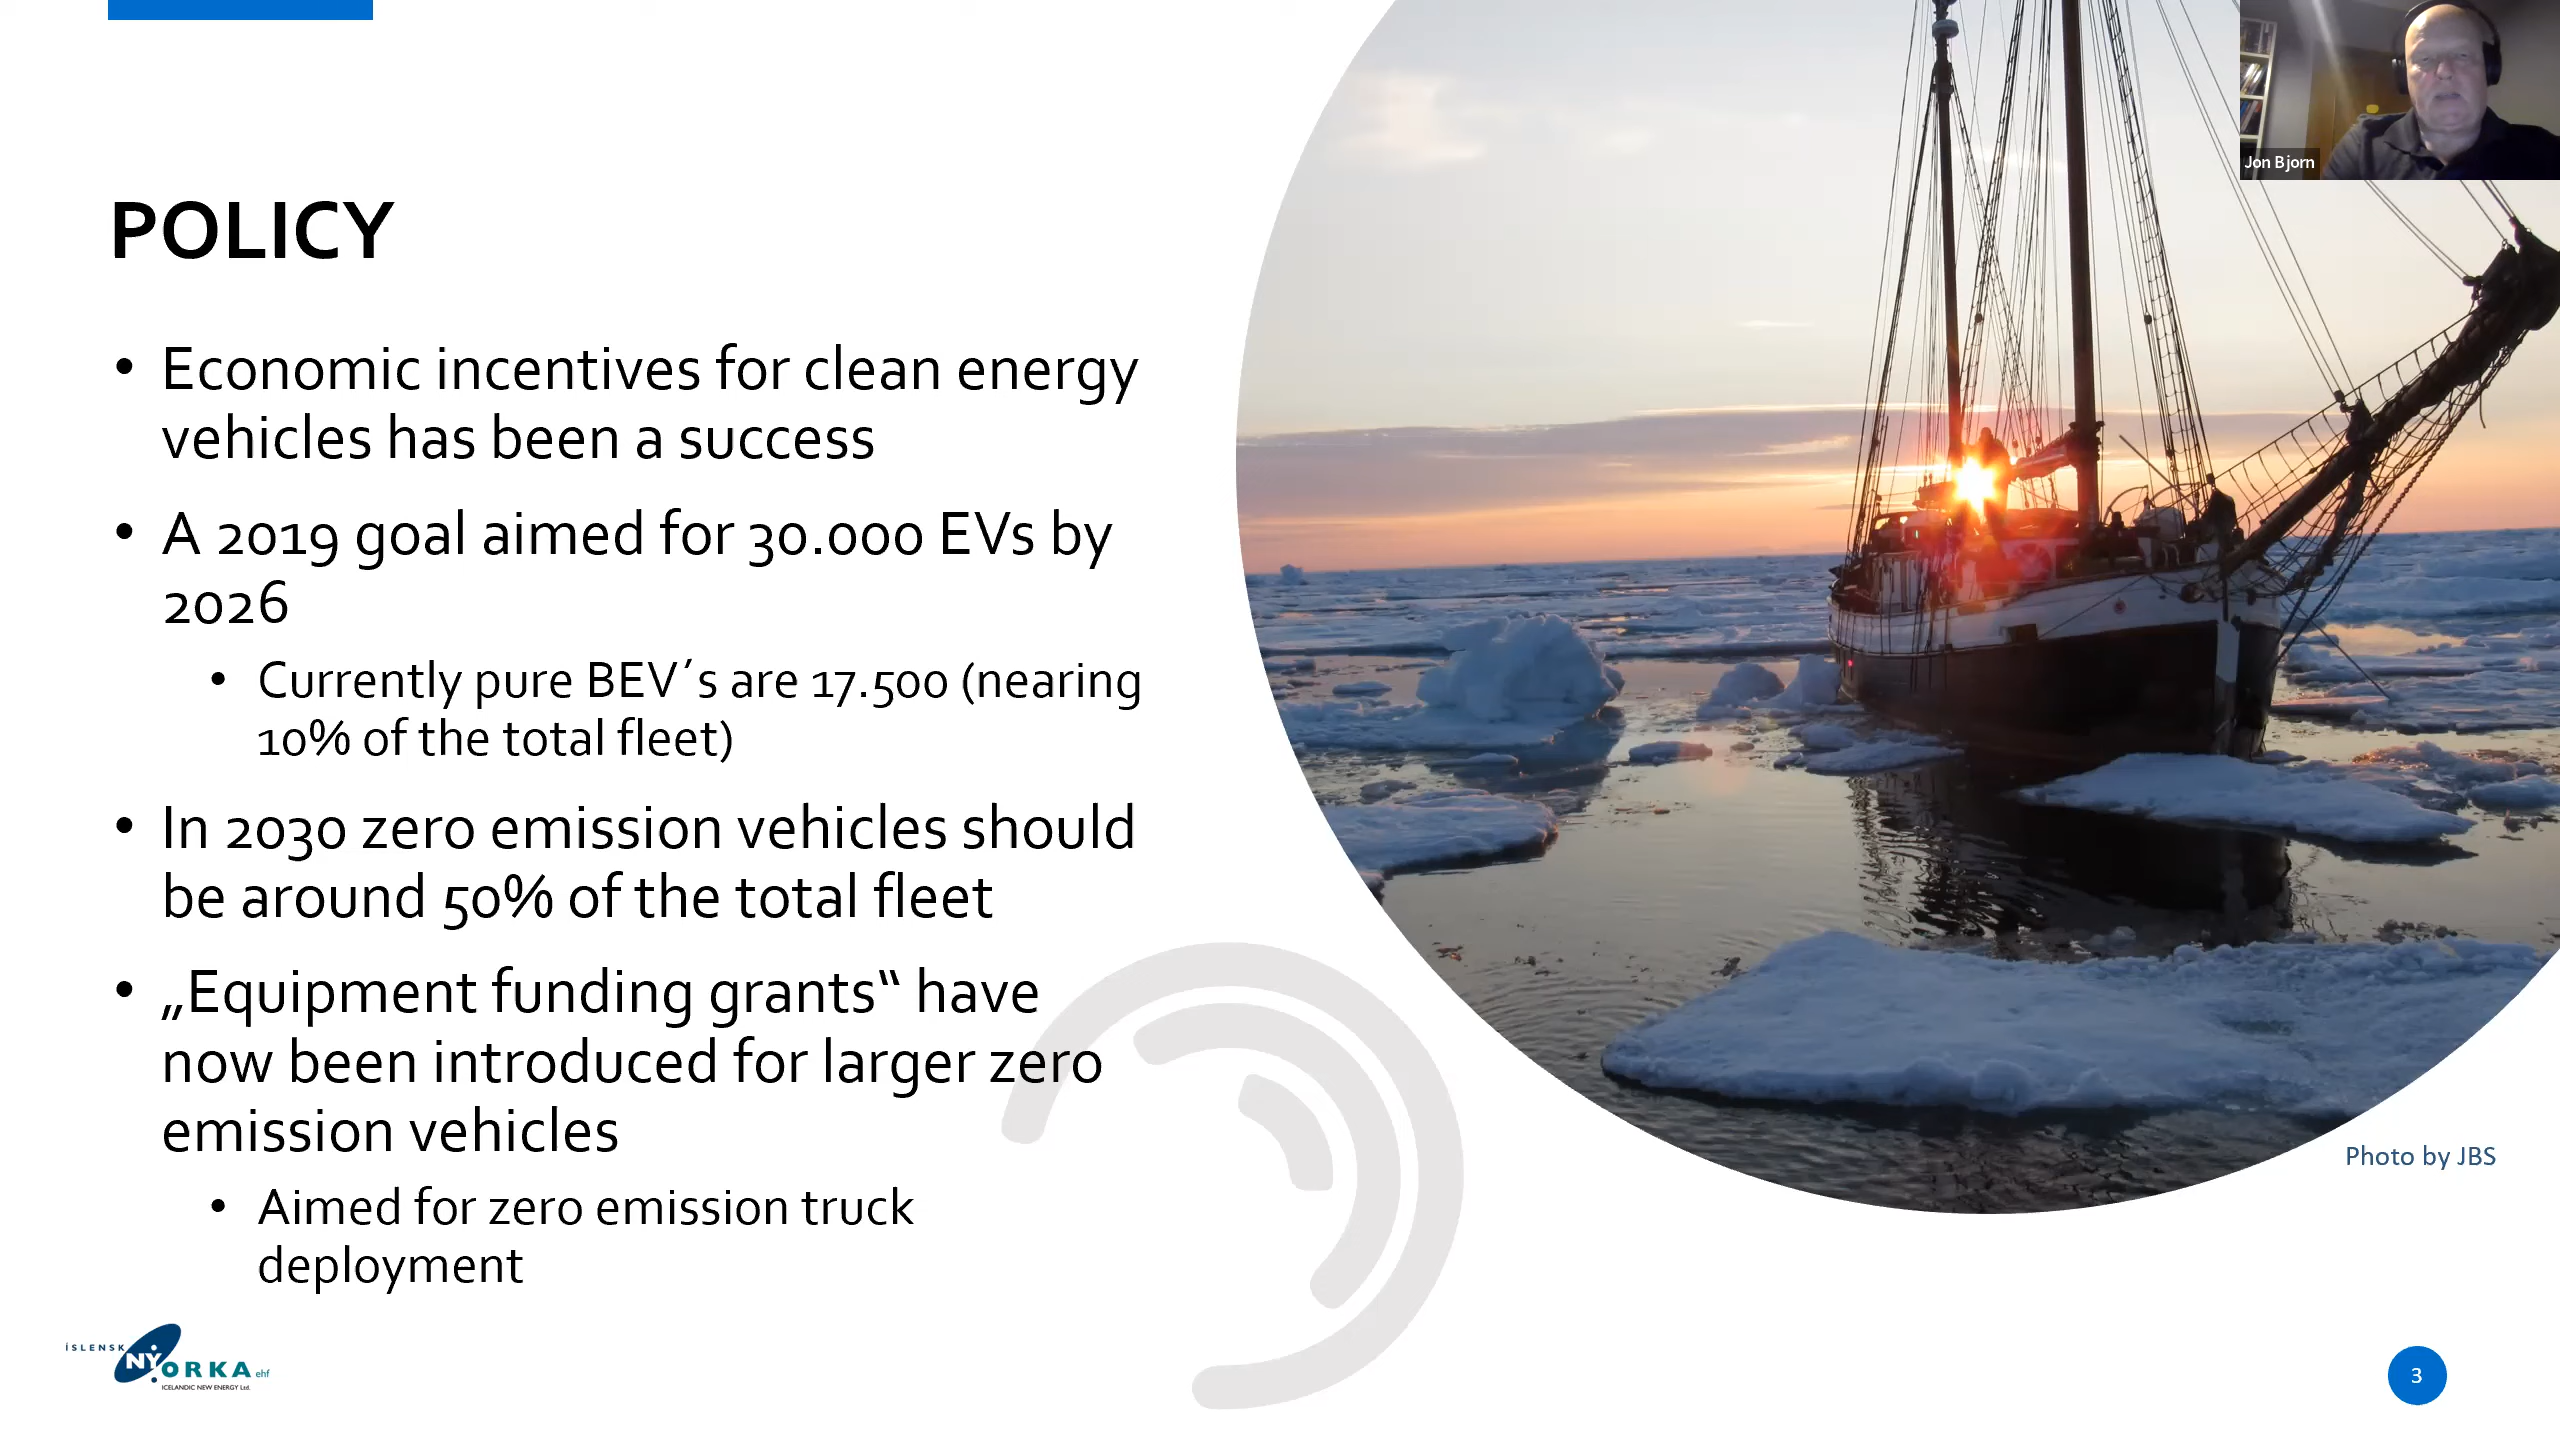 Jon Bjorn
POLICY
• Economic incentives for clean energy
vehicles has been a success
• A 2019 goal aimed for 30.000 EVs by
2026
• Currently pure BEV´s are 17.500 (nearing
10% of the total fleet)
• In 2030 zero emission vehicles should
be around 50% of the total fleet
• „Equipment funding grants“ have
now been introduced for larger zero
emission vehicles
• Aimed for zero emission truck
deployment
Photo by JBS
ÍSLENSK
NÝORKA ehf
ICELANDIC NEW ENERGY Ltd.
3